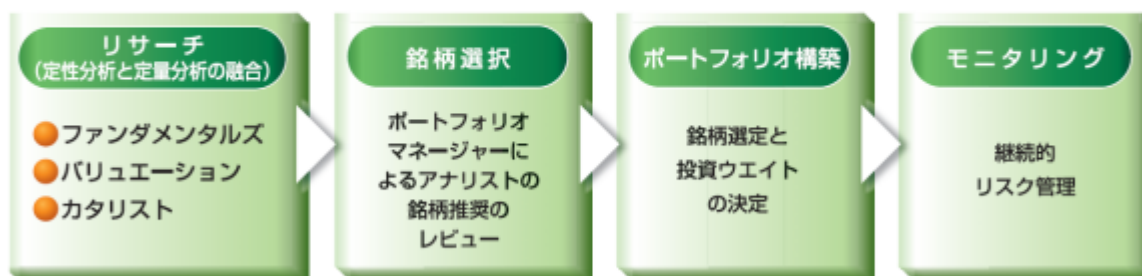 リサーチ
(定性分析と定量分析の融合)
ファンダメンタルズ
バリュエーション
カタリスト
銘柄選択
ポートフォリオ
マネージャーに
よるアナリストの
銘柄推奨の
レビュー
ポートフォリオ構築
銘柄選定と
投資ウエイト
の決定
モニタリング
継続的
リスク管理